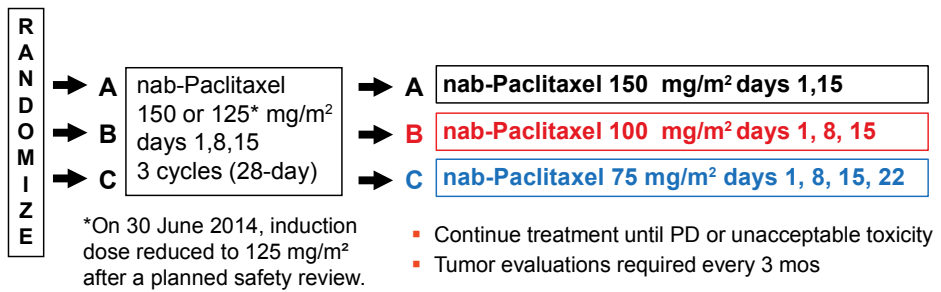 RANDOMIZE
A
B
C
nab-Paclitaxel
150 or 125* mg/m²
days 1,8,15
3 cycles (28-day)
A nab-Paclitaxel 150 mg/m² days 1,15
B nab-Paclitaxel 100 mg/m² days 1, 8, 15
C nab-Paclitaxel 75 mg/m² days 1, 8, 15, 22
*On 30 June 2014, induction
dose reduced to 125 mg/m²
after a planned safety review.
▪ Continue treatment until PD or unacceptable toxicity
▪ Tumor evaluations required every 3 mos